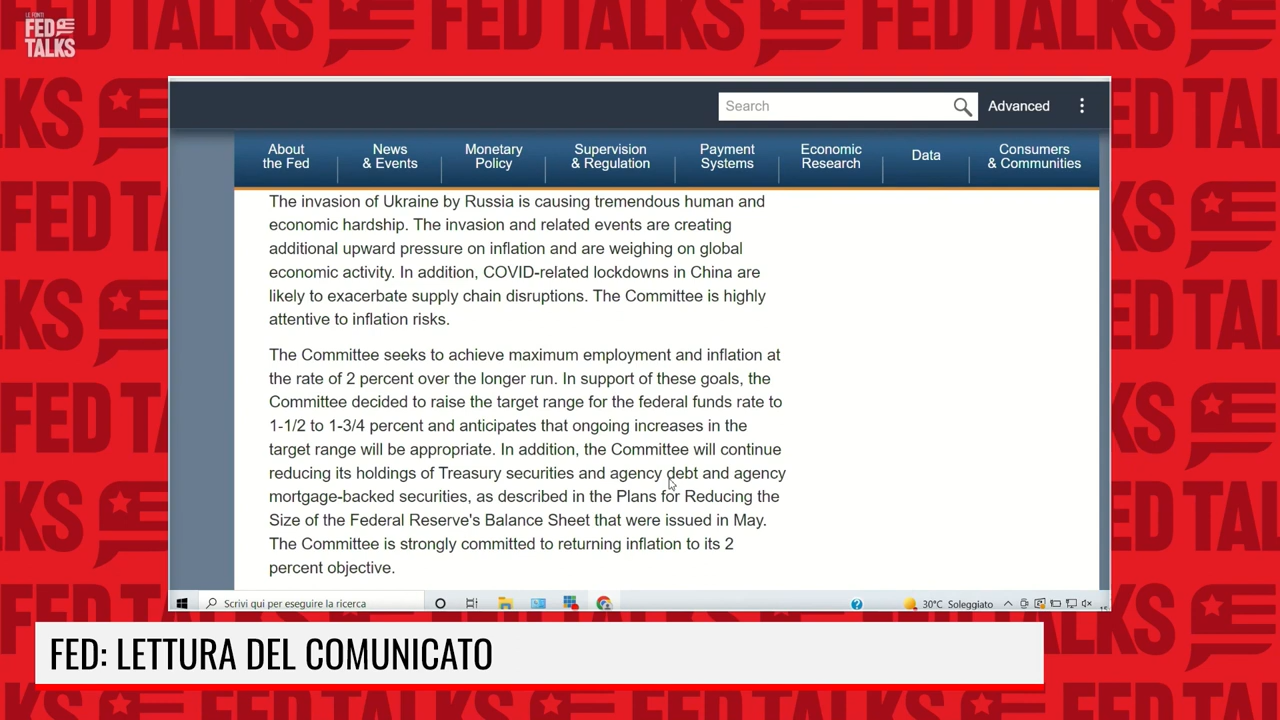 LE FONTI
FED
TALKS
Search
Advanced
About
the Fed
News
& Events
Monetary
Policy
Supervision
& Regulation
Payment
Systems
Economic
Research
Data
Consumers
& Communities
The invasion of Ukraine by Russia is causing tremendous human and
economic hardship. The invasion and related events are creating
additional upward pressure on inflation and are weighing on global
economic activity. In addition, COVID-related lockdowns in China are
likely to exacerbate supply chain disruptions. The Committee is highly
attentive to inflation risks.
The Committee seeks to achieve maximum employment and inflation at
the rate of 2 percent over the longer run. In support of these goals, the
Committee decided to raise the target range for the federal funds rate to
1-1/2 to 1-3/4 percent and anticipates that ongoing increases in the
target range will be appropriate. In addition, the Committee will continue
reducing its holdings of Treasury securities and agency debt and agency
mortgage-backed securities, as described in the Plans for Reducing the
Size of the Federal Reserve's Balance Sheet that were issued in May.
The Committee is strongly committed to returning inflation to its 2
percent objective.
Scrivi qui per eseguire la ricerca
30°C Soleggiato
FED: LETTURA DEL COMUNICATO